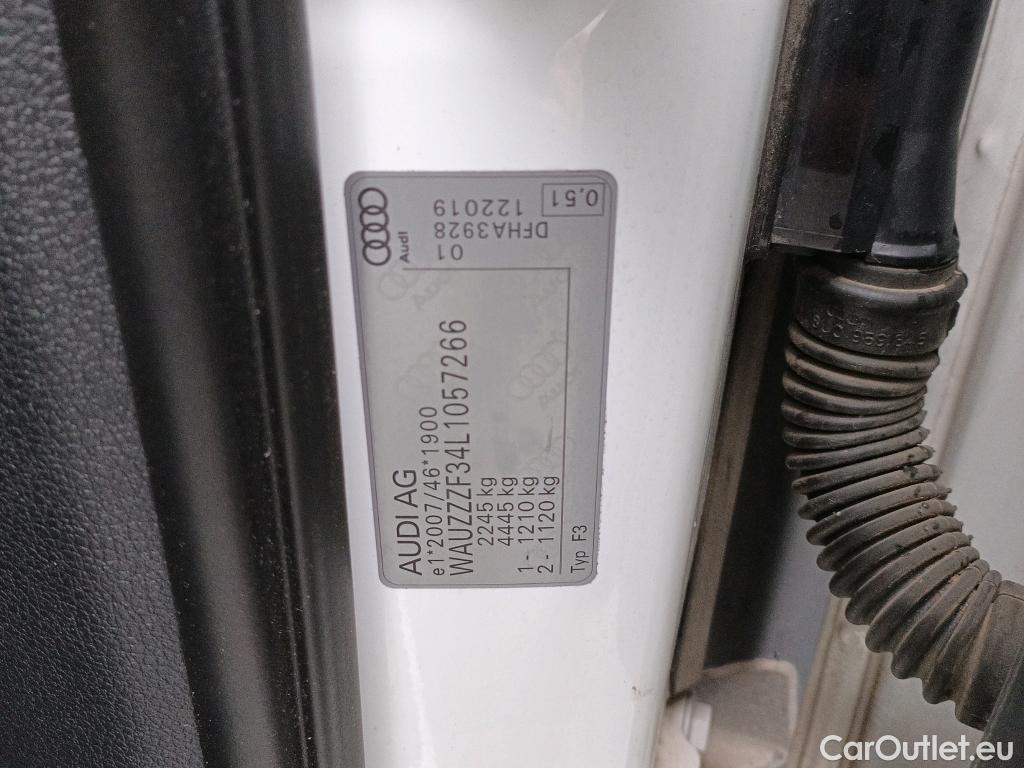 AUDI AG
e1*2007/46*1900
WAUZZZF34L1057266
2245 kg
4445 kg
1 - 1210 kg
2 - 1120 kg
Typ F3
Audi
01
DFHA3928
122019
0,51
CarOutlet.eu